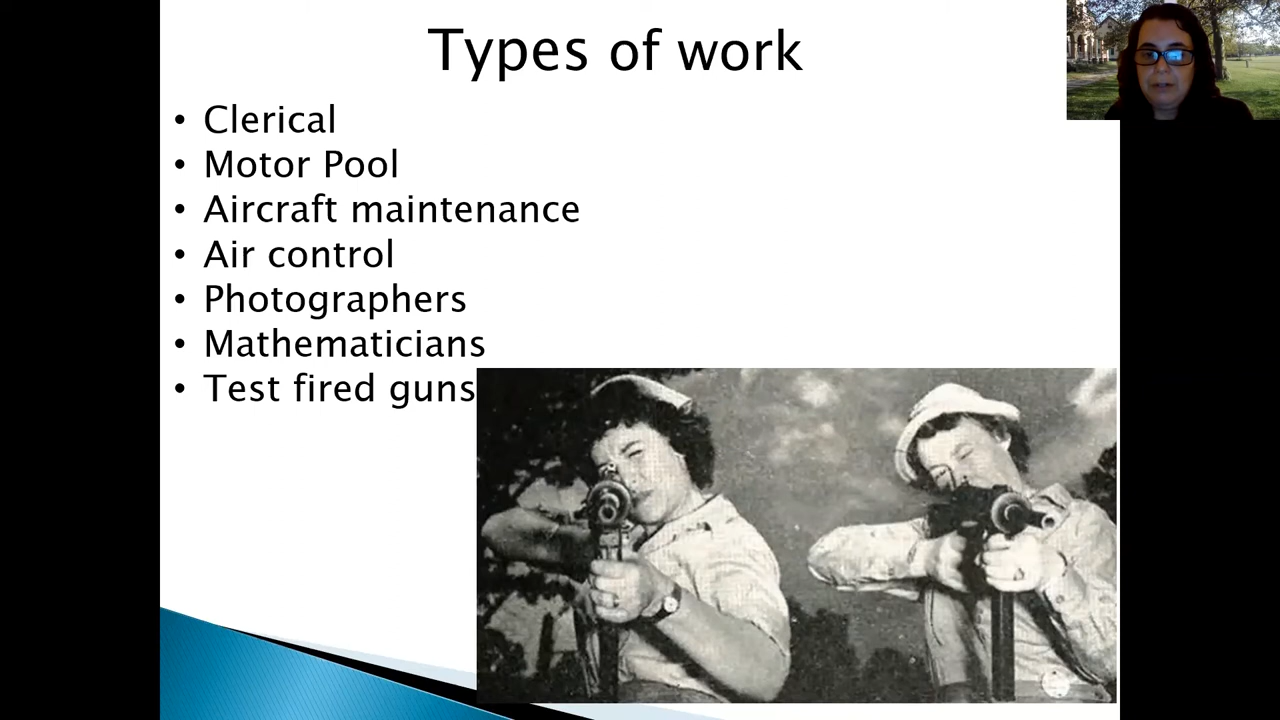 Types of work
• Clerical
• Motor Pool
• Aircraft maintenance
• Air control
• Photographers
• Mathematicians
• Test fired guns